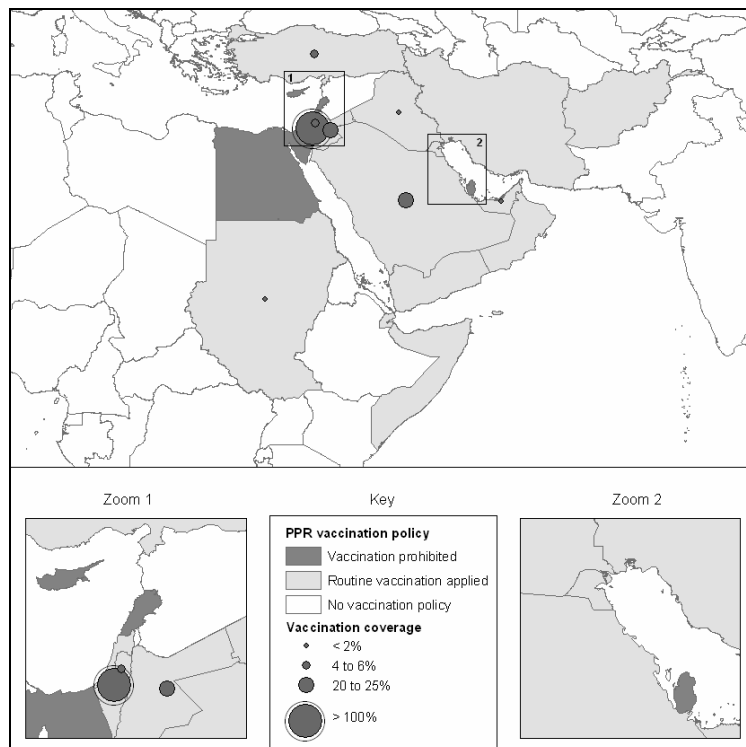 1
2
Zoom 1
Key
Zoom 2
PPR vaccination policy
Vaccination prohibited
Routine vaccination applied
No vaccination policy
Vaccination coverage
< 2%
4 to 6%
20 to 25%
> 100%